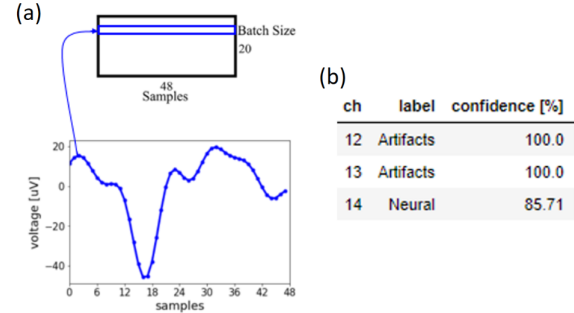 (a)
Batch Size
20
48
Samples
20
0
−20
−40
voltage [uV]
0 6 12 18 24 30 36 42 48
samples
(b)
ch label confidence [%]
12 Artifacts 100.0
13 Artifacts 100.0
14 Neural 85.71